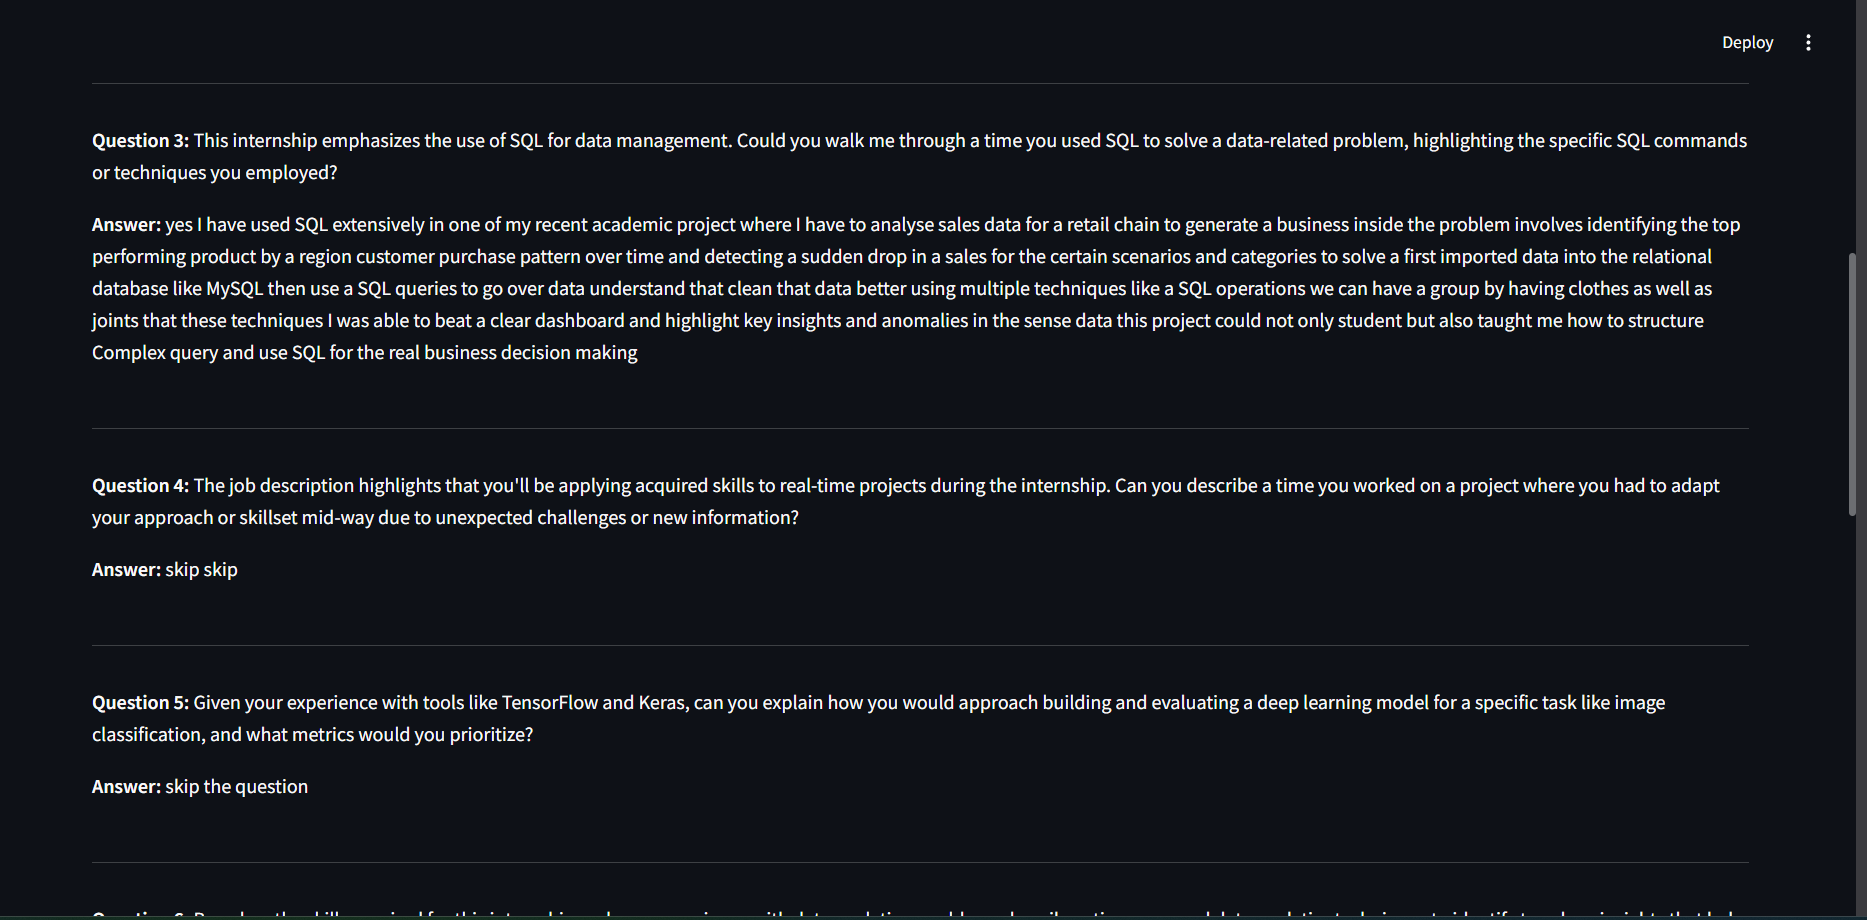 Deploy
Question 3: This internship emphasizes the use of SQL for data management. Could you walk me through a time you used SQL to solve a data-related problem, highlighting the specific SQL commands
or techniques you employed?
Answer: yes I have used SQL extensively in one of my recent academic project where I have to analyse sales data for a retail chain to generate a business inside the problem involves identifying the top
performing product by a region customer purchase pattern over time and detecting a sudden drop in a sales for the certain scenarios and categories to solve a first imported data into the relational
database like MySQL then use a SQL queries to go over data understand that clean that data better using multiple techniques like a SQL operations we can have a group by having clothes as well as
joints that these techniques I was able to beat a clear dashboard and highlight key insights and anomalies in the sense data this project could not only student but also taught me how to structure
Complex query and use SQL for the real business decision making
Question 4: The job description highlights that you'll be applying acquired skills to real-time projects during the internship. Can you describe a time you worked on a project where you had to adapt
your approach or skillset mid-way due to unexpected challenges or new information?
Answer: skip skip
Question 5: Given your experience with tools like TensorFlow and Keras, can you explain how you would approach building and evaluating a deep learning model for a specific task like image
classification, and what metrics would you prioritize?
Answer: skip the question